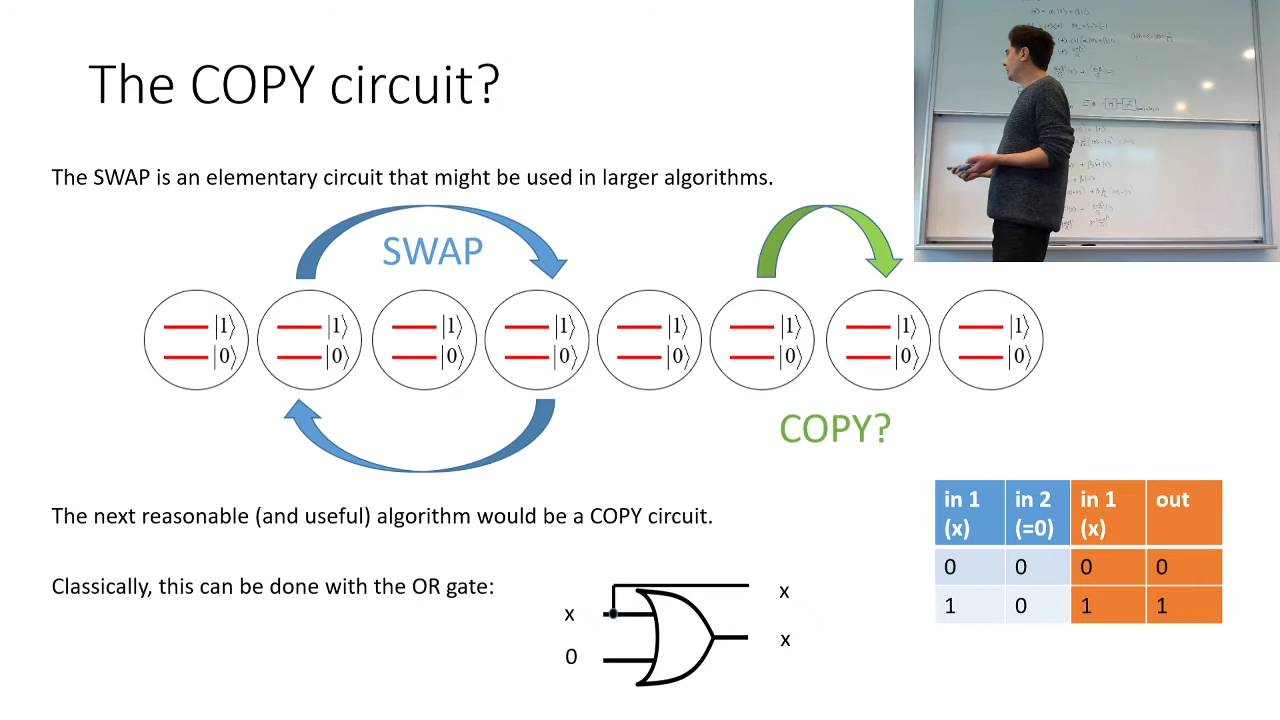 The COPY circuit?
The SWAP is an elementary circuit that might be used in larger algorithms.
SWAP
|1⟩ |1⟩ |1⟩ |1⟩ |1⟩ |1⟩ |1⟩ |1⟩
|0⟩ |0⟩ |0⟩ |0⟩ |0⟩ |0⟩ |0⟩ |0⟩
COPY?
The next reasonable (and useful) algorithm would be a COPY circuit.
Classically, this can be done with the OR gate:
x
0
x
x
in 1 (x) in 2 (=0) in 1 (x) out
0 0 0 0
1 0 1 1